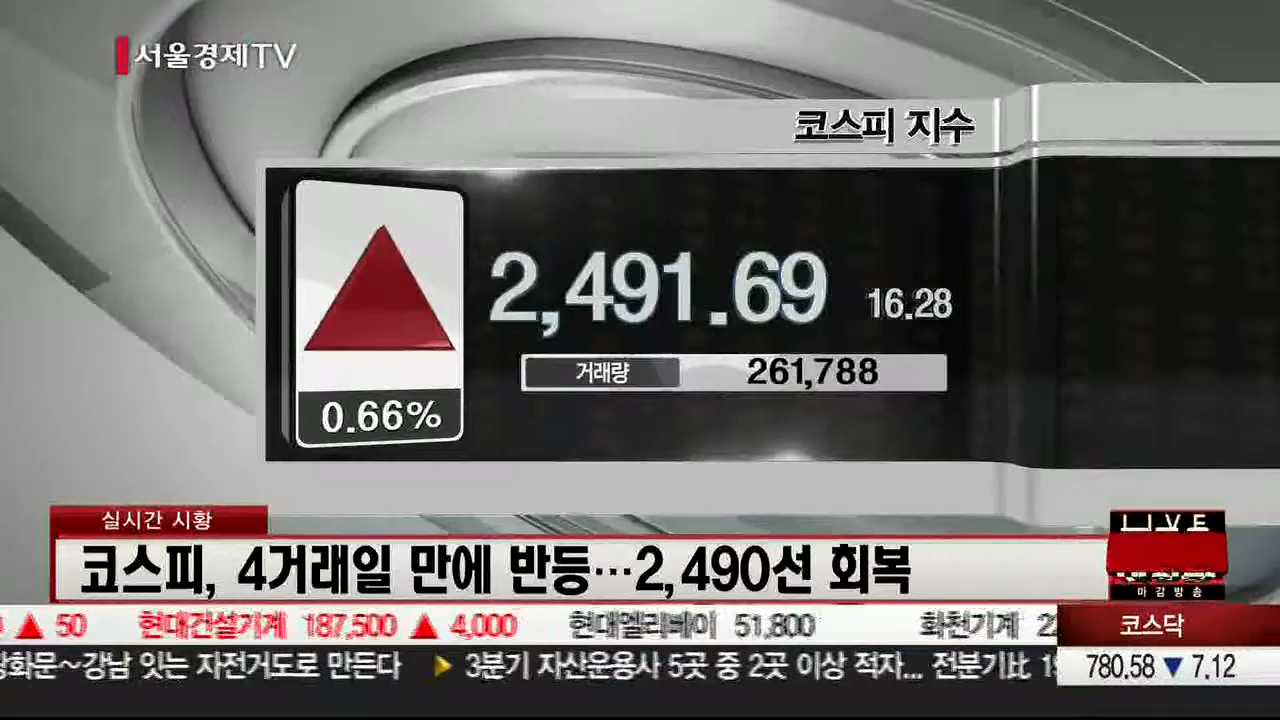 서울경제TV
코스피 지수
2,491.69 16.28
거래량 261,788
0.66%
실시간 시황
LIVE
코스피, 4거래일 만에 반등…2,490선 회복
마감방송
▲ 50 현대건설기계 187,500 ▲ 4,000 현대엘리베이 51,800 화천기계
코스닥
강남 잇는 자전거도로 만든다 ▶ 3분기 자산운용사 5곳 중 2곳 이상 적자... 전분기比
780.58 ▼ 7.12